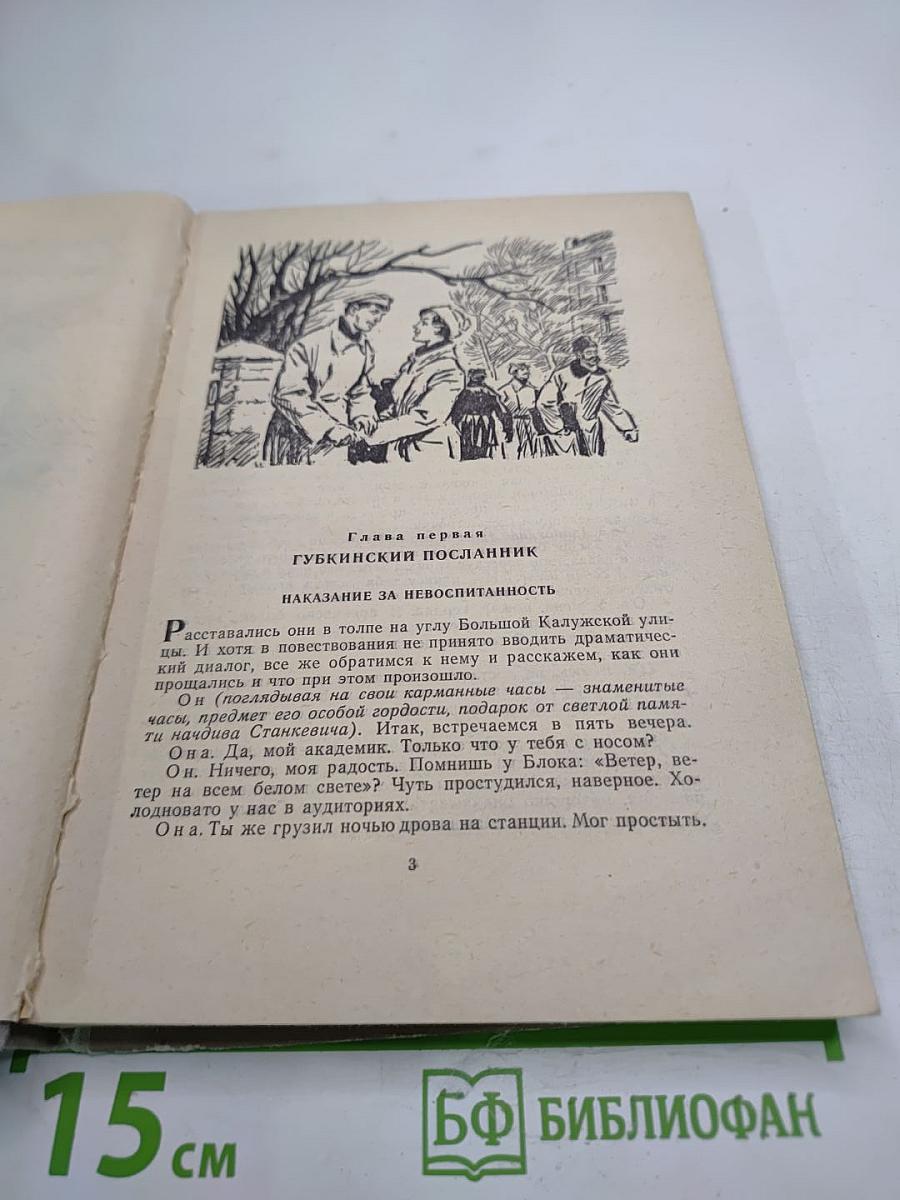 Глава первая
ГУБКИНСКИЙ ПОСЛАННИК
НАКАЗАНИЕ ЗА НЕВОСПИТАННОСТЬ
Расставались они в толпе на углу Большой Калужской ули-
цы. И хотя в повествования не принято вводить драматичес-
кий диалог, все же обратимся к нему и расскажем, как они
прощались и что при этом произошло.
Он (поглядывая на свои карманные часы — знаменитые
часы, предмет его особой гордости, подарок от светлой памя-
ти начдива Станкевича). Итак, встречаемся в пять вечера.
Она. Да, мой академик. Только что у тебя с носом?
Он. Ничего, моя радость. Помнишь у Блока: «Ветер, ве-
тер на всем белом свете»? Чуть простудился, наверное. Хо-
лодновато у нас в аудиториях.
Она. Ты же грузил ночью дрова на станции. Мог простыть.
3
15 см
БФ БИБЛИОФАН